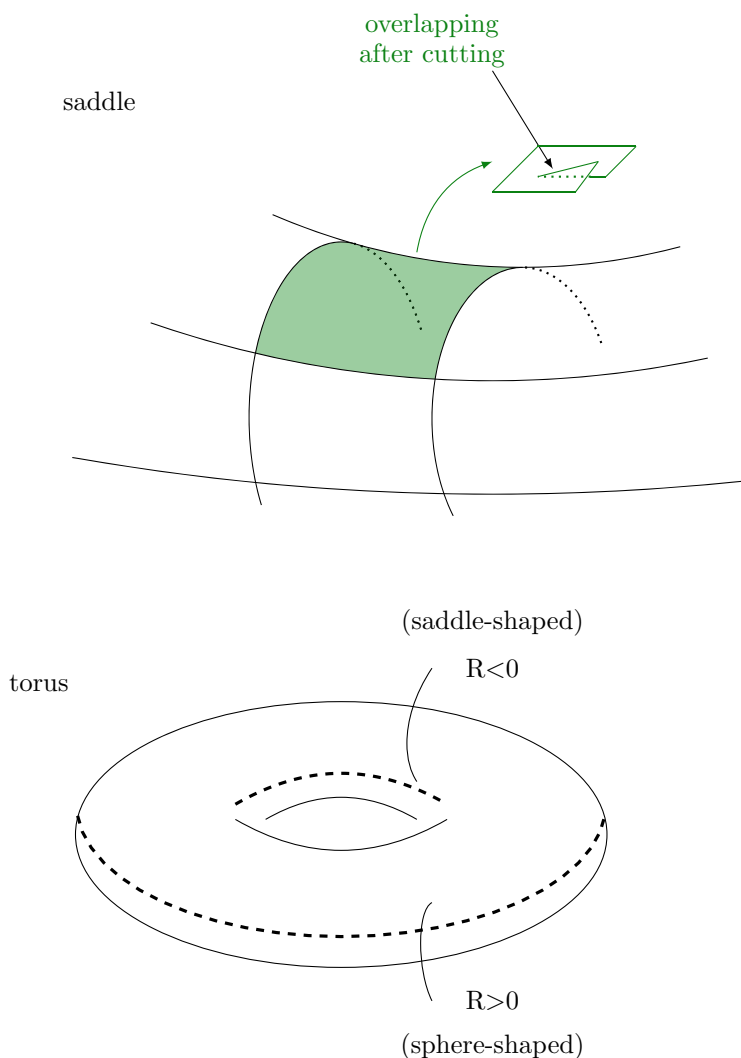 overlapping
after cutting
saddle
(saddle-shaped)
R<0
torus
R>0
(sphere-shaped)